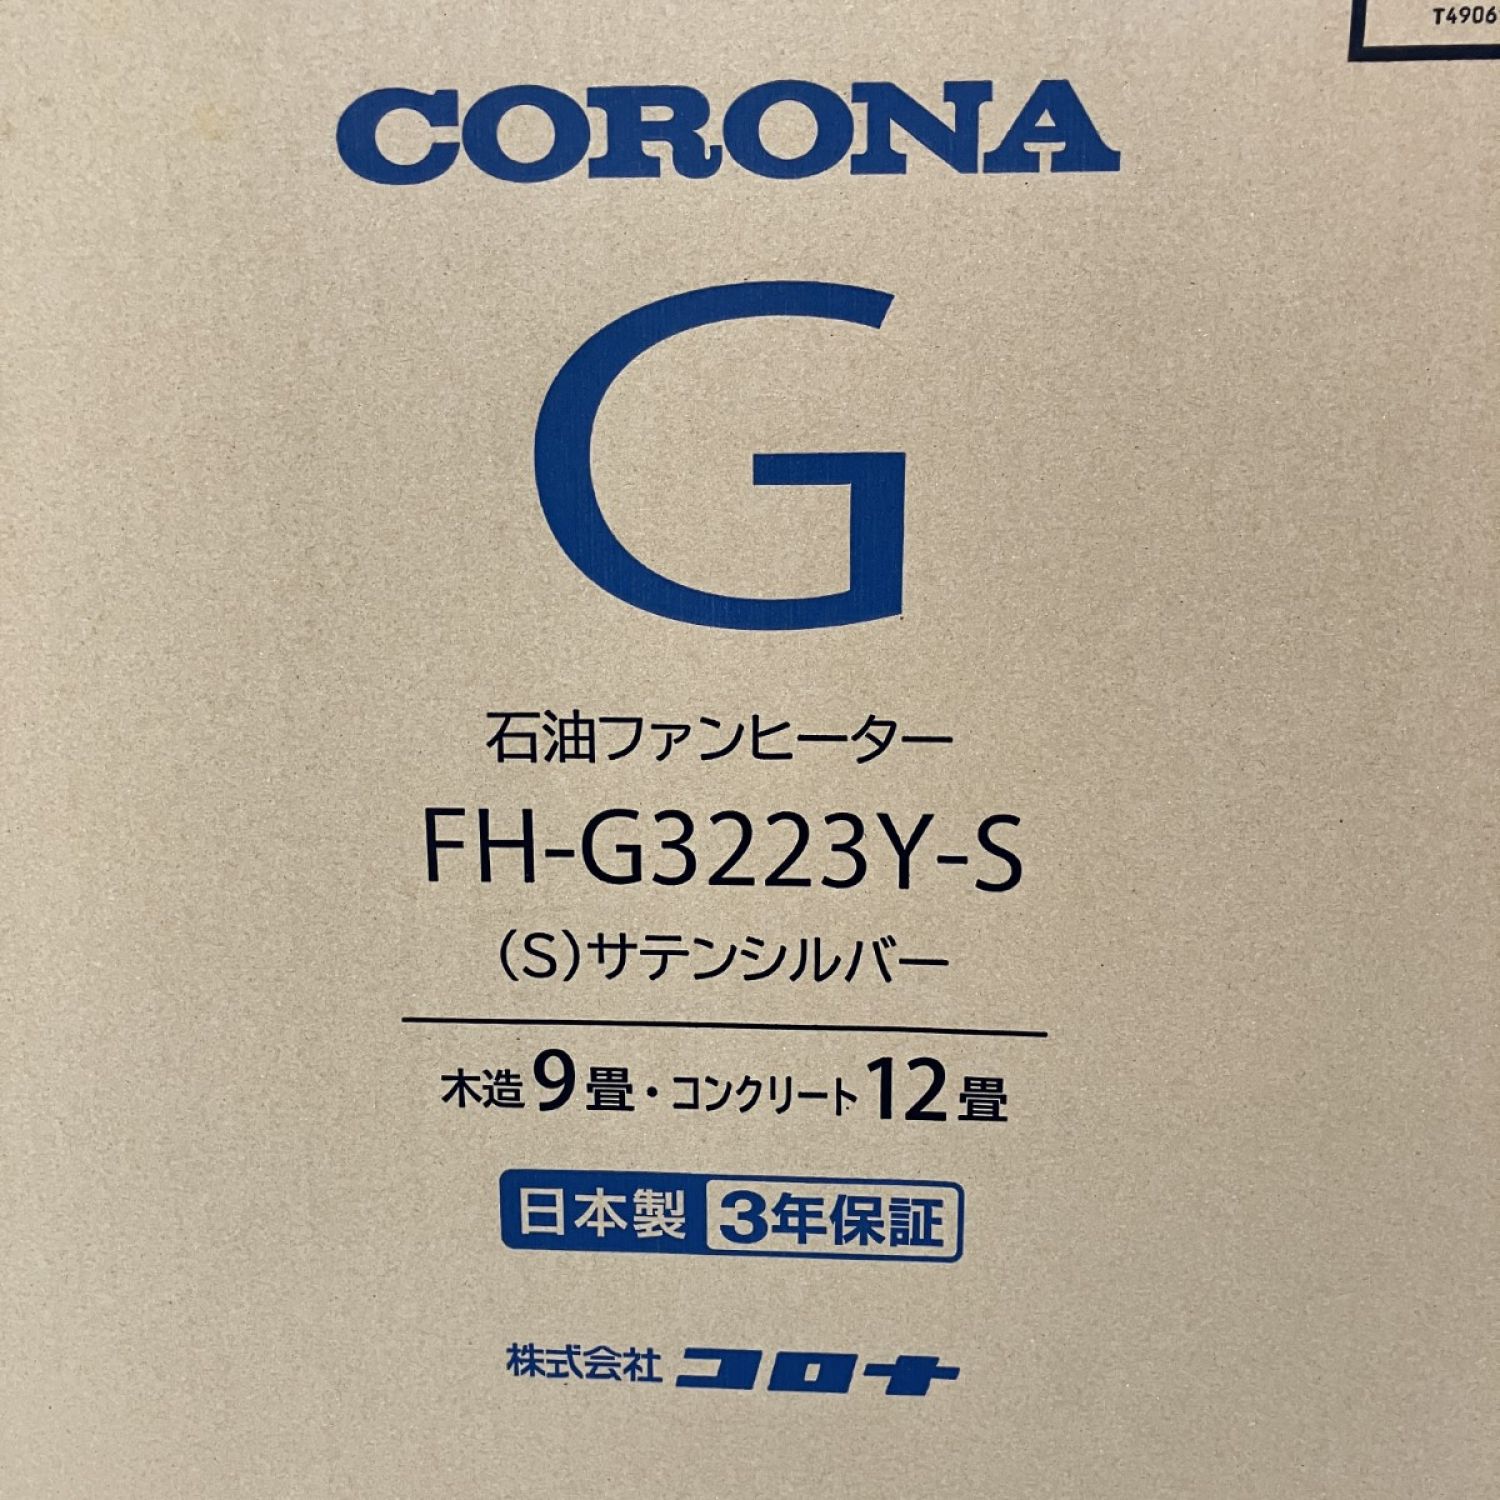 T4906
CORONA
G
石油ファンヒーター
FH-G3223Y-S
(S)サテンシルバー
木造9畳・コンクリート12畳
日本製 3年保証
株式会社 コロナ